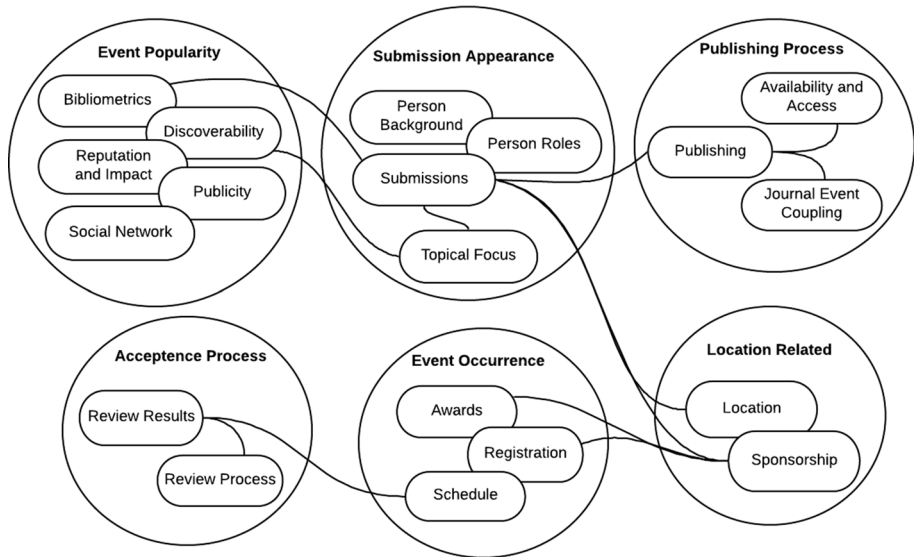 Event Popularity
Bibliometrics
Discoverability
Reputation
and Impact
Publicity
Social Network
Submission Appearance
Person
Background
Person Roles
Submissions
Topical Focus
Publishing Process
Availability and
Access
Publishing
Journal Event
Coupling
Acceptence Process
Review Results
Review Process
Event Occurrence
Awards
Registration
Schedule
Location Related
Location
Sponsorship